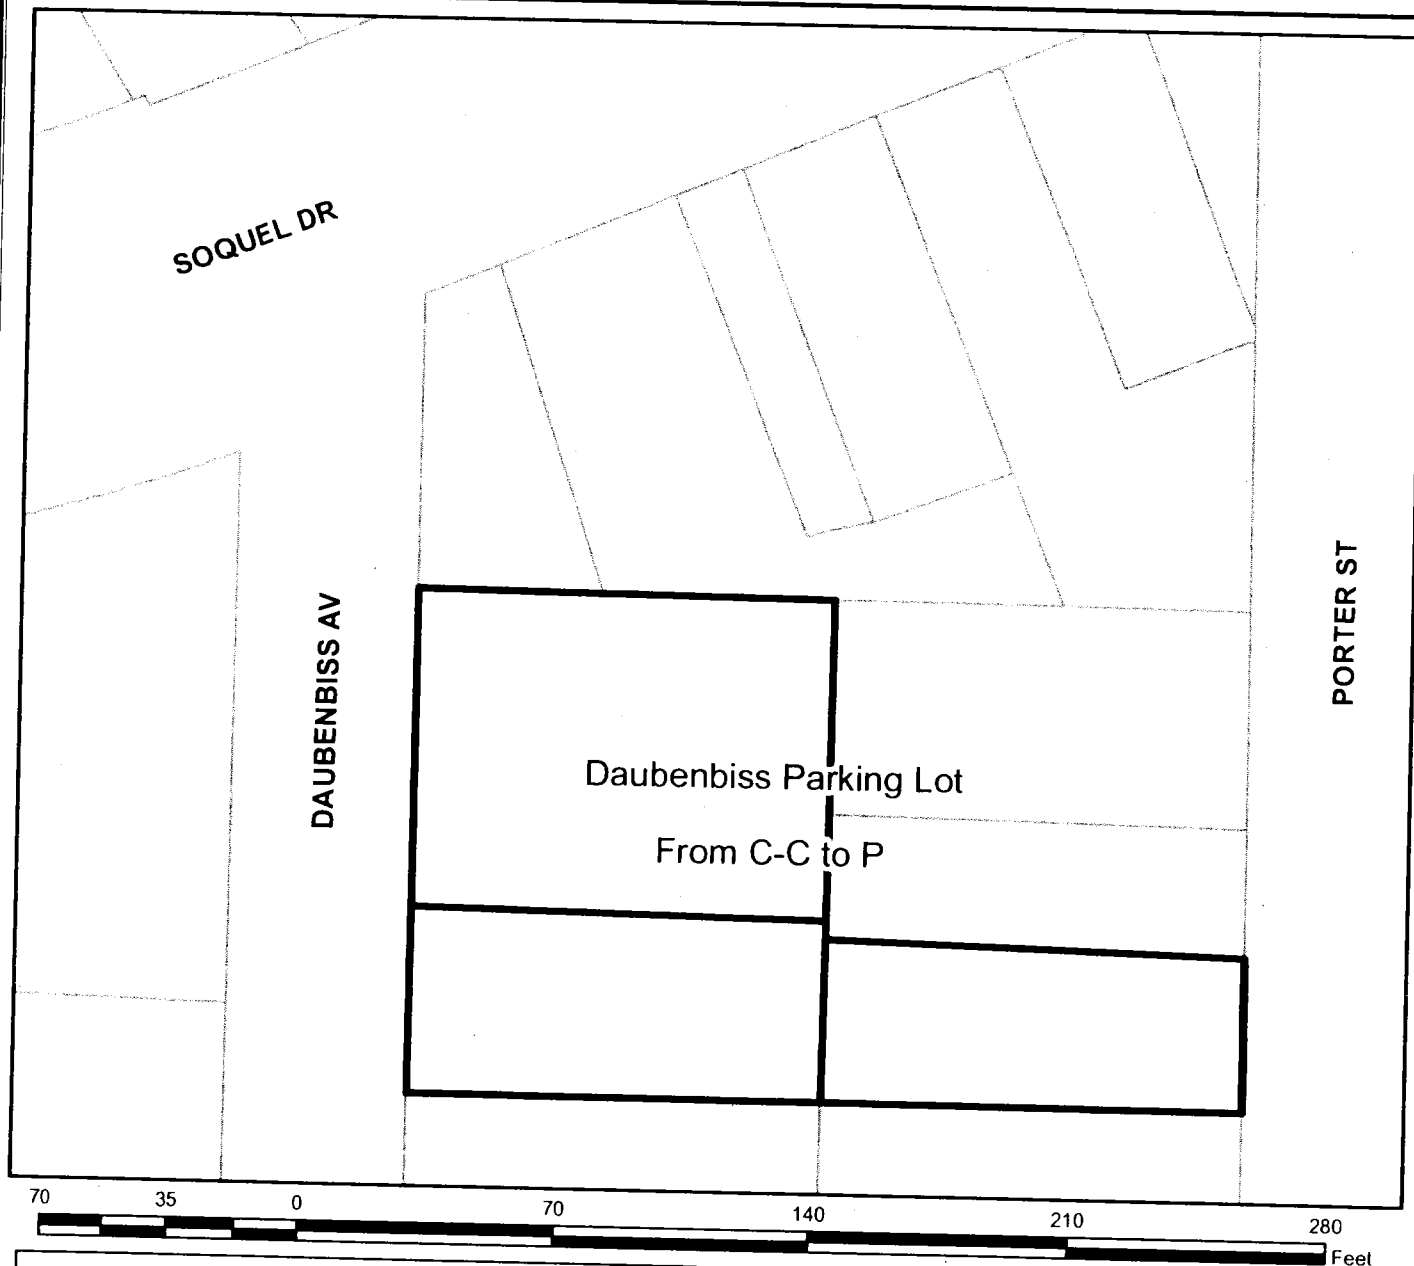 SOQUEL DR
DAUBENBISS AV
PORTER ST
Daubenbiss Parking Lot
From C-C to P
70 35 0 70 140 210 280
Feet